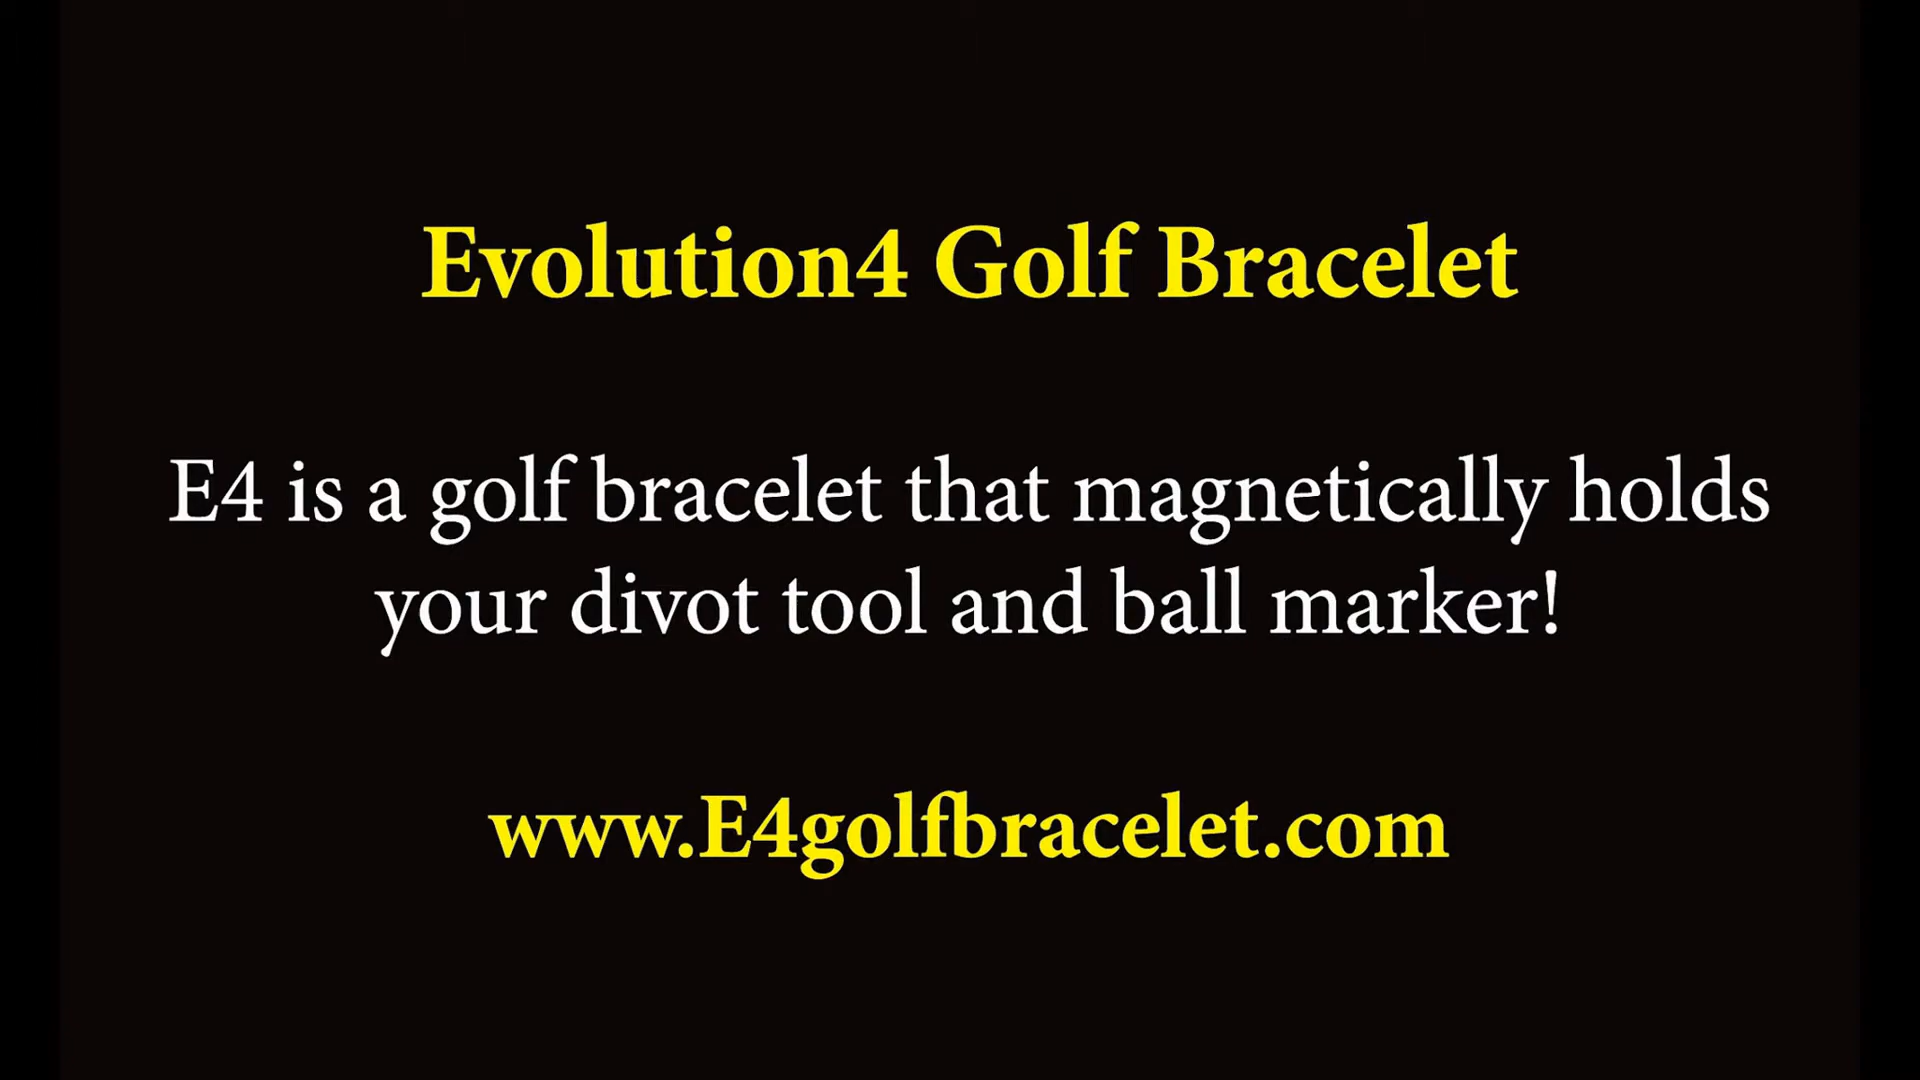 Evolution4 Golf Bracelet
E4 is a golf bracelet that magnetically holds
your divot tool and ball marker!
www.E4golfbracelet.com